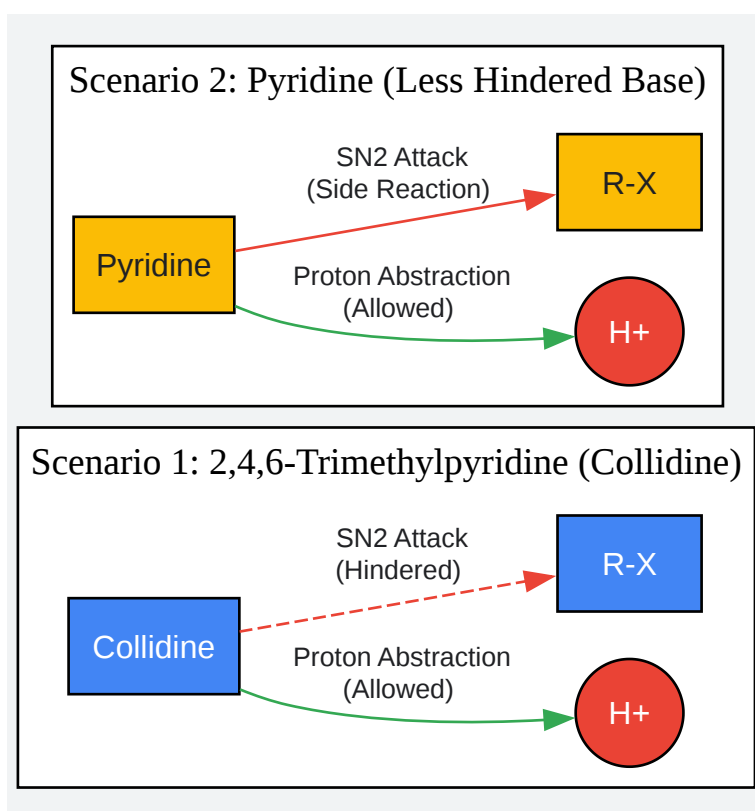 Scenario 2: Pyridine (Less Hindered Base)
SN2 Attack
(Side Reaction)
R-X
Pyridine
Proton Abstraction
(Allowed)
H+
Scenario 1: 2,4,6-Trimethylpyridine (Collidine)
SN2 Attack
(Hindered)
R-X
Collidine
Proton Abstraction
(Allowed)
H+